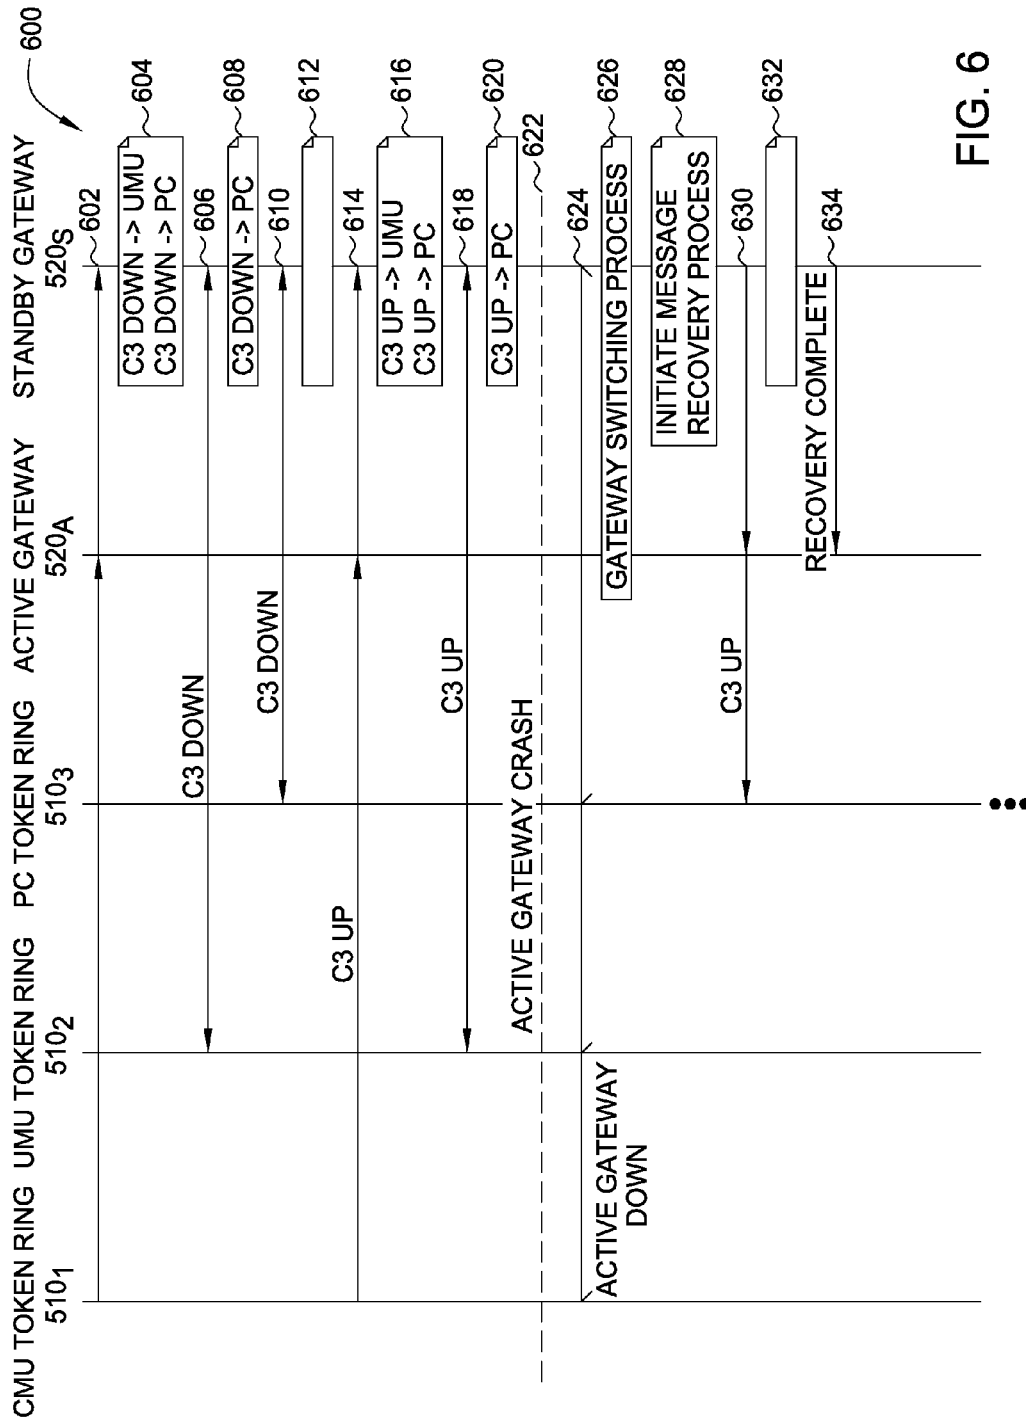 600
CMU TOKEN RING UMU TOKEN RING PC TOKEN RING ACTIVE GATEWAY STANDBY GATEWAY
510₁ 510₂ 510₃ 520A 520S
602
C3 DOWN -> UMU
C3 DOWN -> PC
604
C3 DOWN
606
C3 DOWN -> PC
608
C3 DOWN
610
612
C3 UP
614
C3 UP -> UMU
C3 UP -> PC
616
C3 UP
618
C3 UP -> PC
620
ACTIVE GATEWAY CRASH
622
624
ACTIVE GATEWAY
DOWN
GATEWAY SWITCHING PROCESS
626
INITIATE MESSAGE
RECOVERY PROCESS
628
C3 UP
630
632
RECOVERY COMPLETE
634
FIG. 6